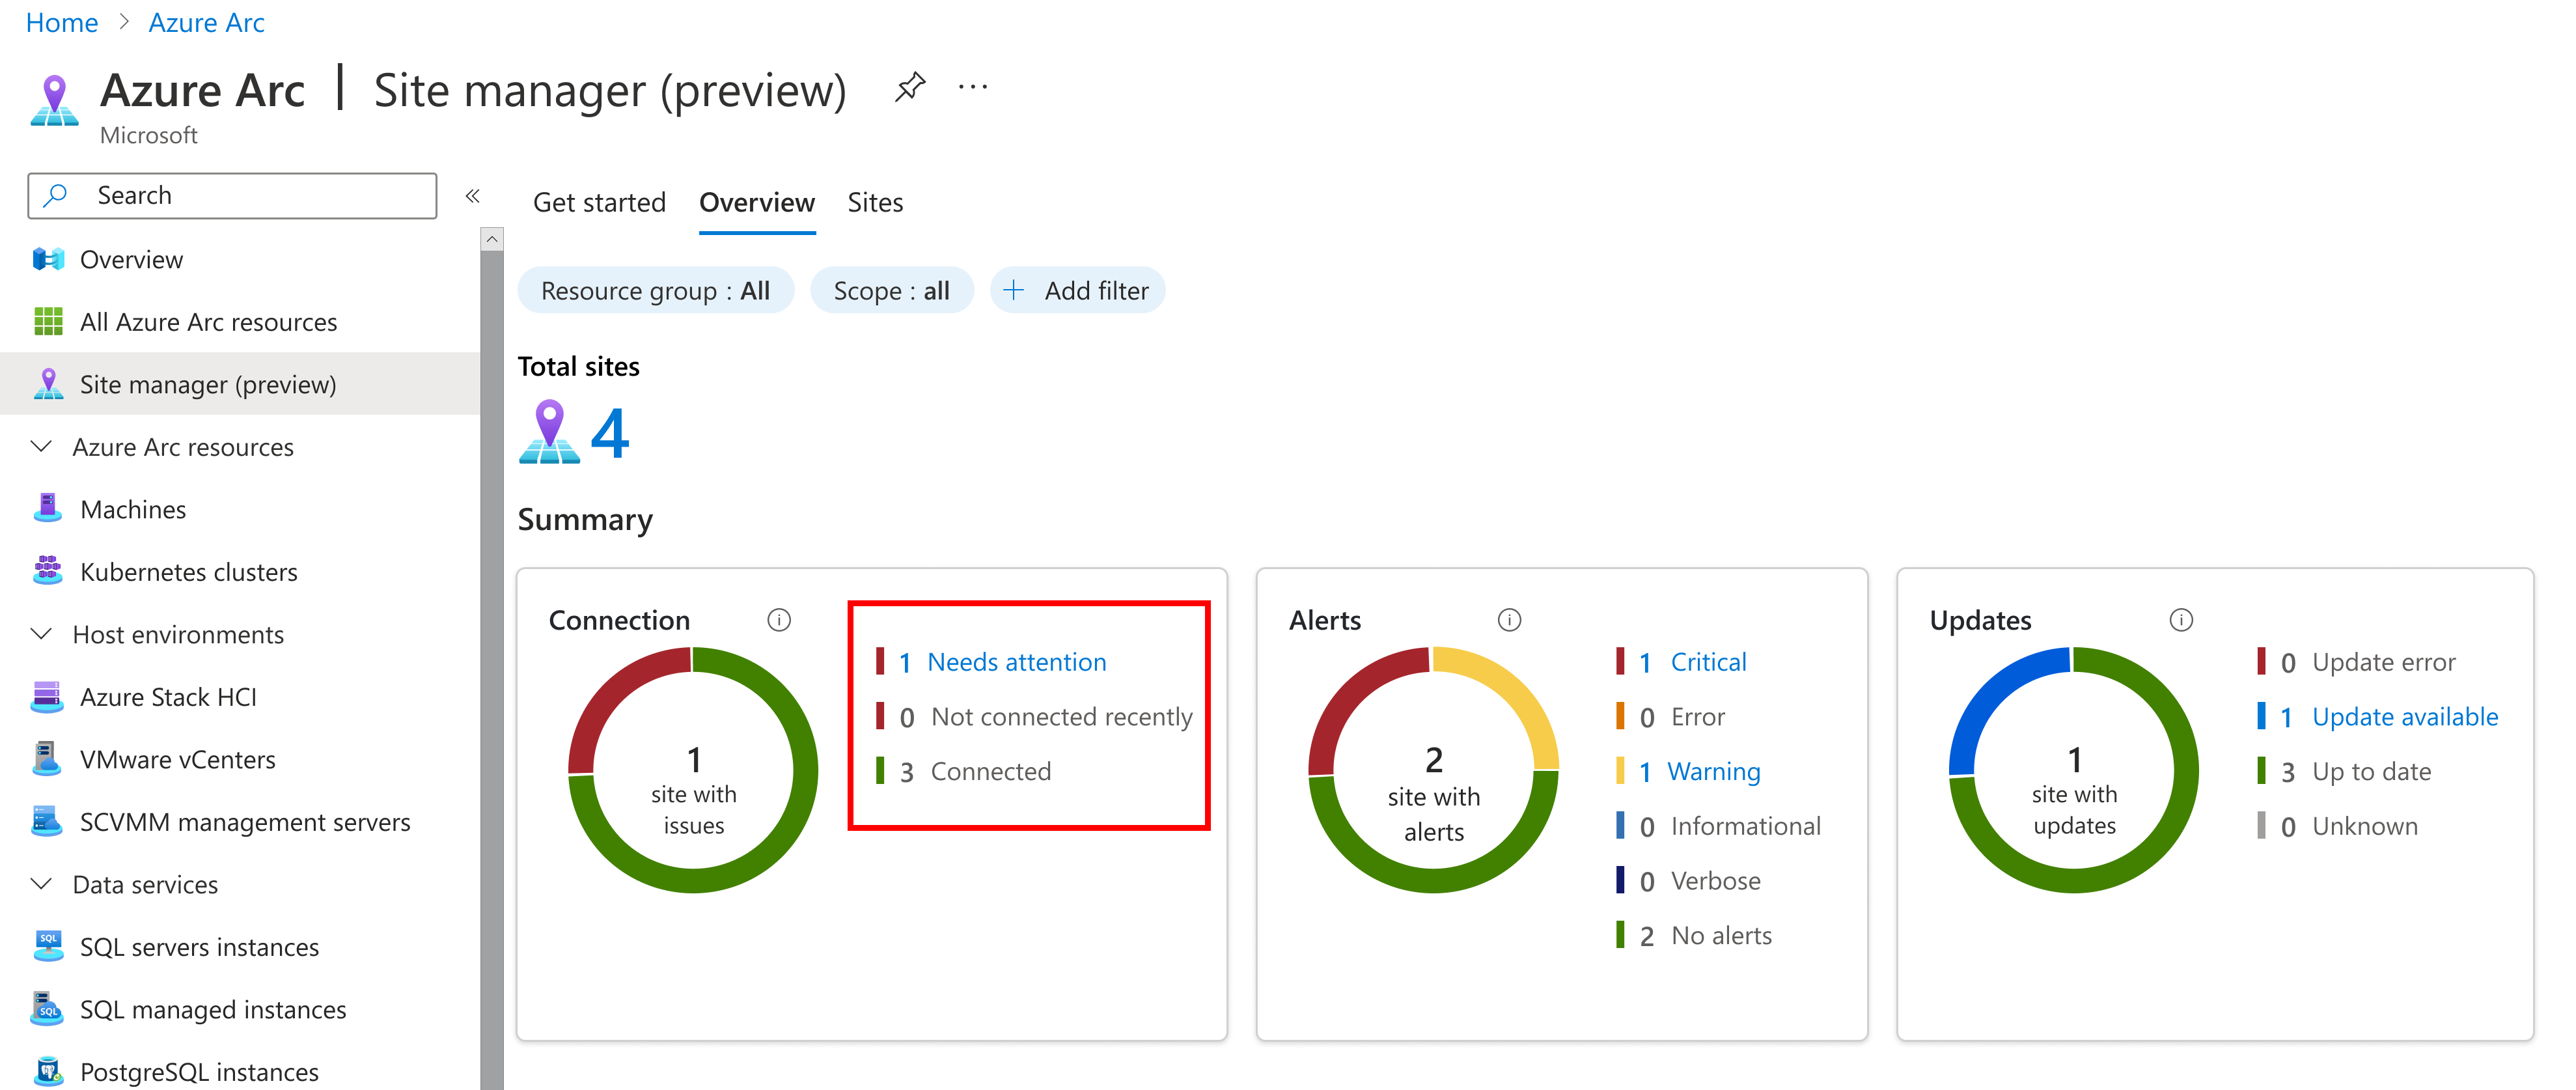 Home > Azure Arc
Azure Arc | Site manager (preview) ...
Microsoft
Search
«
Overview
All Azure Arc resources
Site manager (preview)
Azure Arc resources
Machines
Kubernetes clusters
Host environments
Azure Stack HCI
VMware vCenters
SCVMM management servers
Data services
SQL servers instances
SQL managed instances
PostgreSQL instances
Get started Overview Sites
Resource group : All Scope : all + Add filter
Total sites
4
Summary
Connection
1
site with
issues
1 Needs attention
0 Not connected recently
3 Connected
Alerts
2
site with
alerts
1 Critical
0 Error
1 Warning
0 Informational
0 Verbose
2 No alerts
Updates
1
site with
updates
0 Update error
1 Update available
3 Up to date
0 Unknown